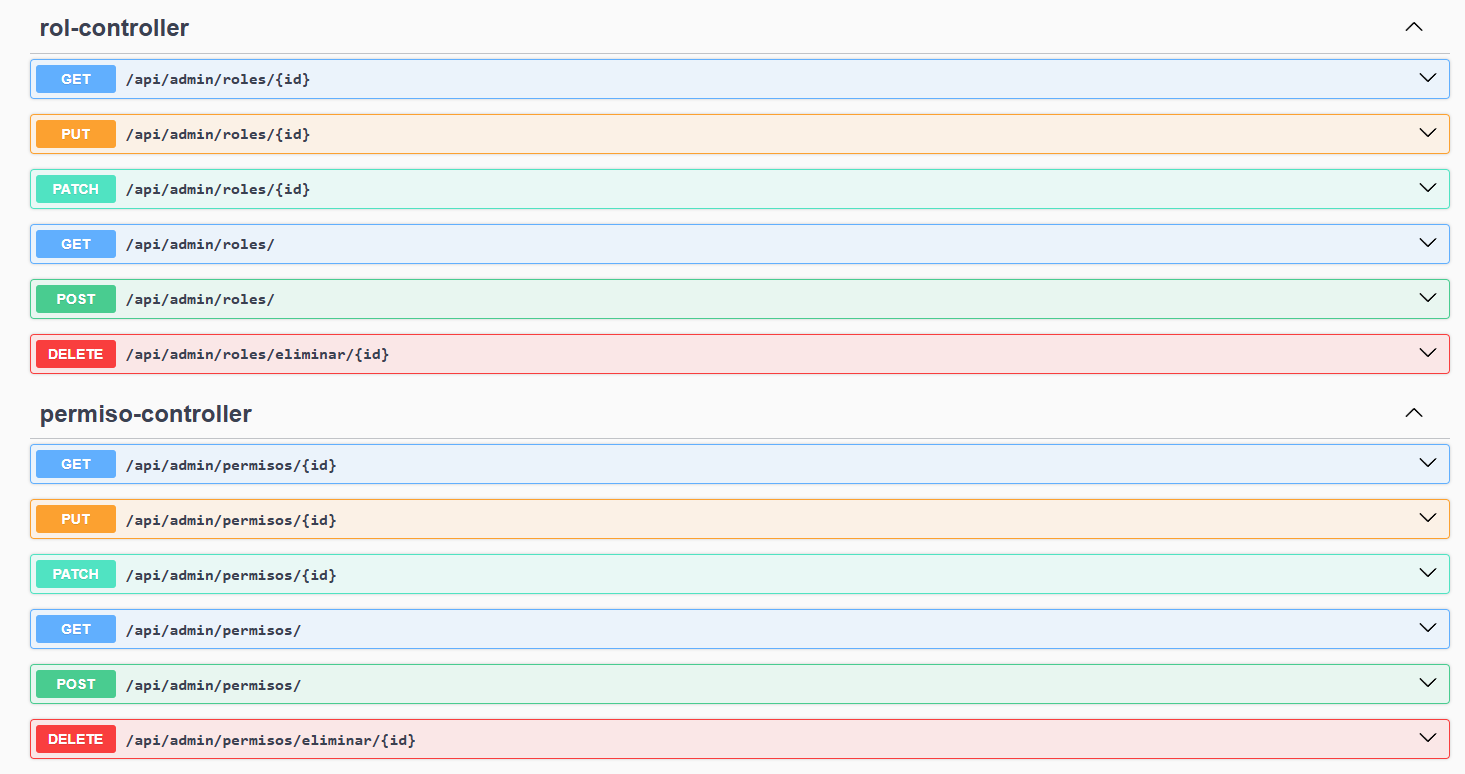 rol-controller
GET /api/admin/roles/{id}
PUT /api/admin/roles/{id}
PATCH /api/admin/roles/{id}
GET /api/admin/roles/
POST /api/admin/roles/
DELETE /api/admin/roles/eliminar/{id}
permiso-controller
GET /api/admin/permisos/{id}
PUT /api/admin/permisos/{id}
PATCH /api/admin/permisos/{id}
GET /api/admin/permisos/
POST /api/admin/permisos/
DELETE /api/admin/permisos/eliminar/{id}